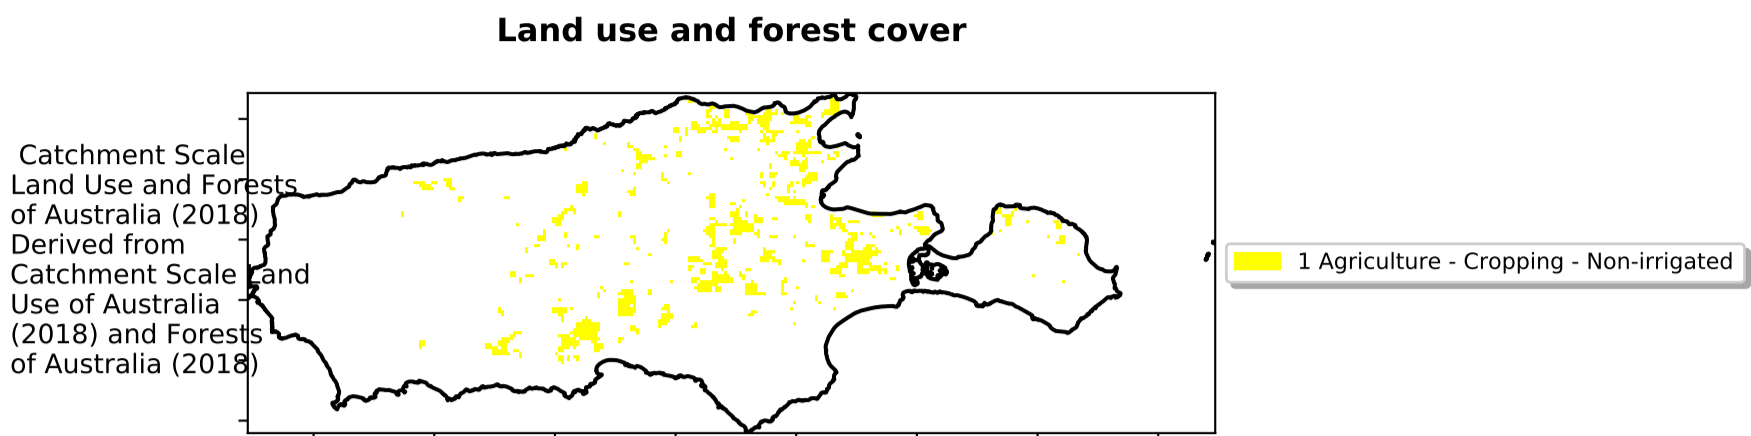 Land use and forest cover
Catchment Scale
Land Use and Forests
of Australia (2018)
Derived from
Catchment Scale Land
Use of Australia
(2018) and Forests
of Australia (2018)
1 Agriculture - Cropping - Non-irrigated